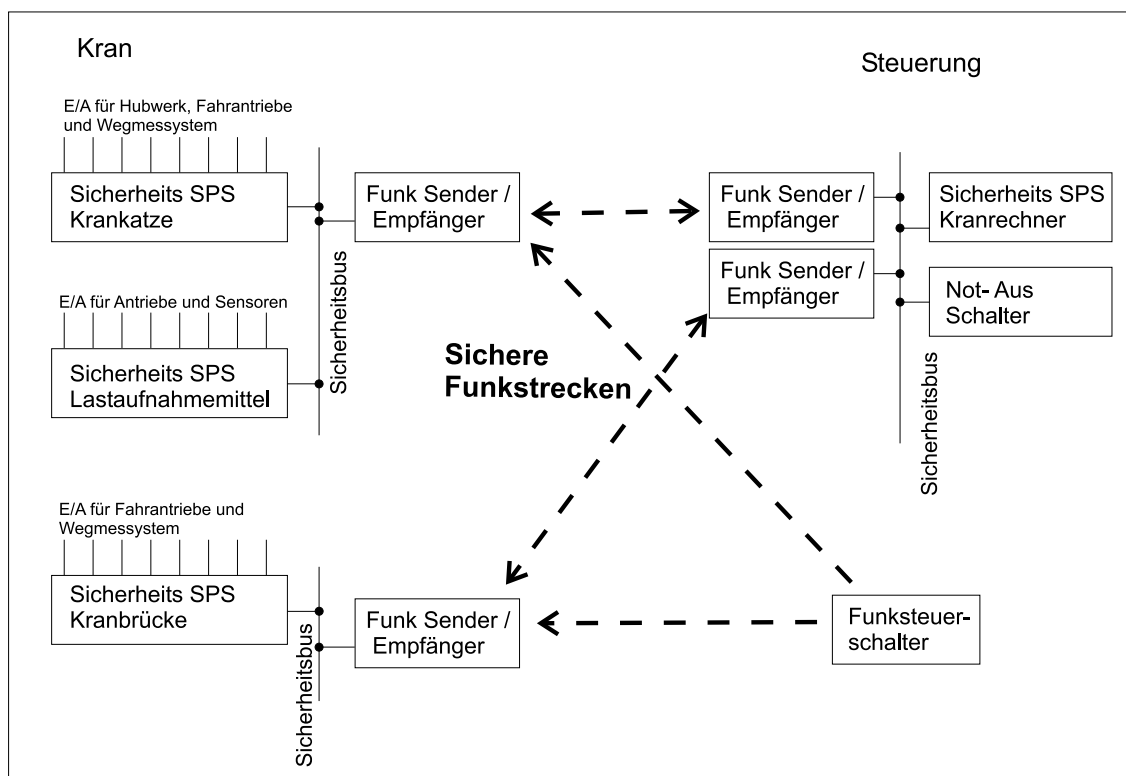 Kran
Steuerung
E/A für Hubwerk, Fahrantriebe
und Wegmessystem
Sicherheits SPS
Krankatze
Funk Sender /
Empfänger
Funk Sender /
Empfänger
Sicherheits SPS
Kranrechner
Funk Sender /
Empfänger
Not- Aus
Schalter
Sicherheitsbus
E/A für Antriebe und Sensoren
Sicherheits SPS
Lastaufnahmemittel
Sichere
Funkstrecken
Sicherheitsbus
E/A für Fahrantriebe und
Wegmessystem
Sicherheits SPS
Kranbrücke
Sicherheitsbus
Funk Sender /
Empfänger
Funksteuer-
schalter